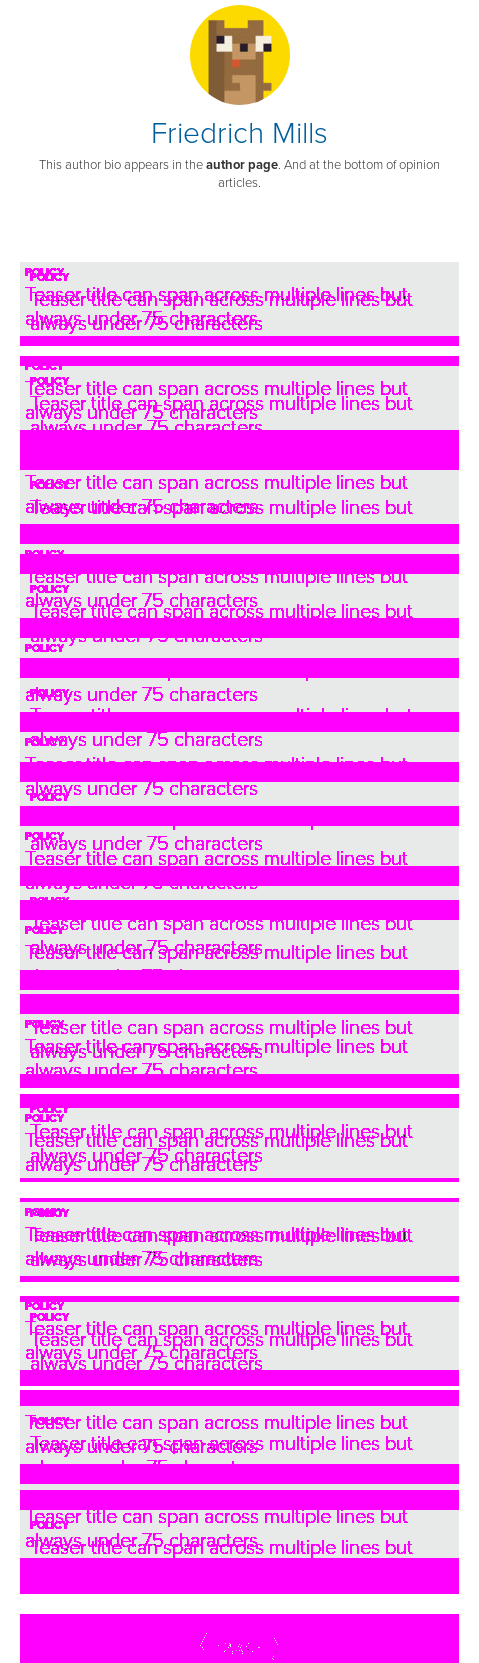 Friedrich Mills
This author bio appears in the author page. And at the bottom of opinion
articles.
POLICY
POLICY
Teaser title can span across multiple lines but
Teaser title can span across multiple lines but
always under 75 characters
always under 75 characters
POLICY
POLICY
Teaser title can span across multiple lines but
Teaser title can span across multiple lines but
always under 75 characters
always under 75 characters
Teaser title can span across multiple lines but
POLICY
always under 75 characters
Teaser title can span across multiple lines but
Teaser title can span across multiple lines but
POLICY
always under 75 characters
Teaser title can span across multiple lines but
POLICY
POLICY
always under 75 characters
always under 75 characters
POLICY
always under 75 characters
POLICY
POLICY
always under 75 characters
Teaser title can span across multiple lines but
always under 75 characters
Teaser title can span across multiple lines but
POLICY
always under 75 characters
Teaser title can span across multiple lines but
POLICY
Teaser title can span across multiple lines but
Teaser title can span across multiple lines but
always under 75 characters
always under 75 characters
POLICY
POLICY
Teaser title can span across multiple lines but
Teaser title can span across multiple lines but
always under 75 characters
always under 75 characters
POLICY
POLICY
Teaser title can span across multiple lines but
Teaser title can span across multiple lines but
always under 75 characters
always under 75 characters
POLICY
POLICY
Teaser title can span across multiple lines but
Teaser title can span across multiple lines but
always under 75 characters
always under 75 characters
POLICY
Teaser title can span across multiple lines but
Teaser title can span across multiple lines but
always under 75 characters
Teaser title can span across multiple lines but
POLICY
always under 75 characters
Teaser title can span across multiple lines but